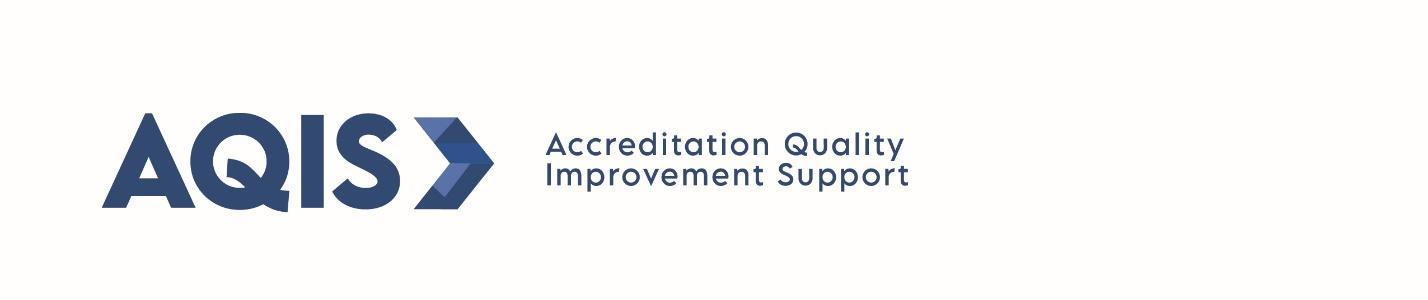 AQIS
Accreditation Quality
Improvement Support